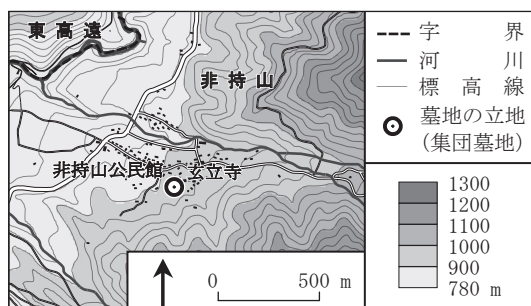 東高遠
非持山
非持山公民館
玄立寺
0 500 m
字界
河川
標高線
墓地の立地
(集団墓地)
1300
1200
1100
1000
900
780 m